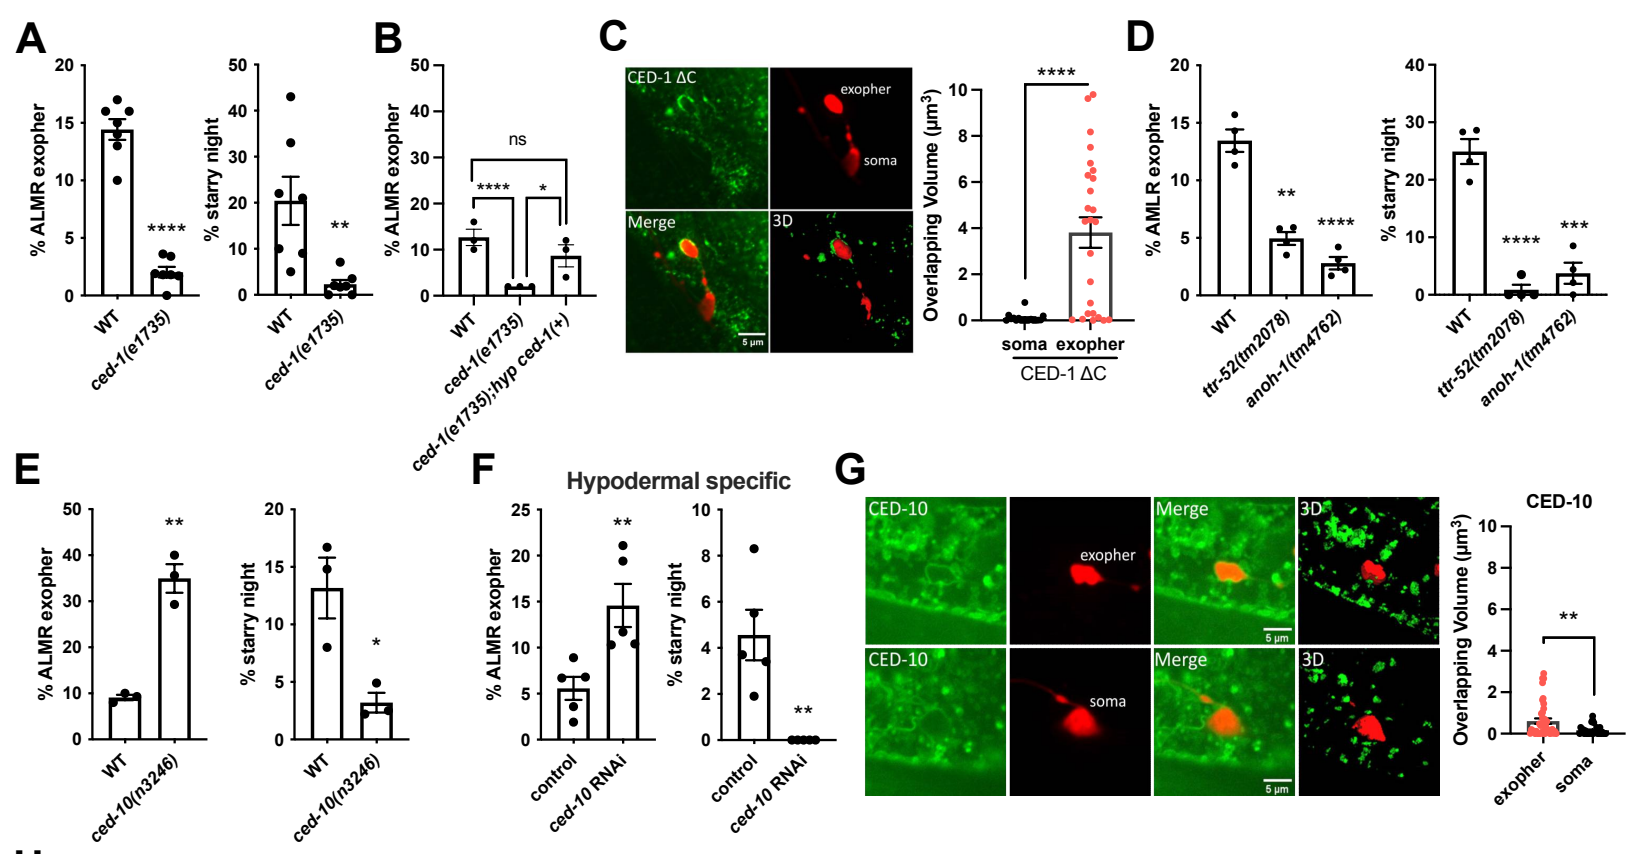 A
% ALMR exopher
20
15
10
5
0
****
WT
ced-1(e1735)
% starry night
50
40
30
20
10
0
**
WT
ced-1(e1735)
B
% ALMR exopher
50
40
30
20
10
0
ns
****
*
WT
ced-1(e1735)
ced-1(e1735);hyp ced-1(+)
C
CED-1 ΔC
exopher
soma
Merge
5 μm
3D
Overlapping Volume (μm³)
10
8
6
4
2
0
****
soma exopher
CED-1 ΔC
D
% AMLR exopher
20
15
10
5
0
**
****
WT
ttr-52(tm2078)
anoh-1(tm4762)
% starry night
40
30
20
10
0
****
***
WT
ttr-52(tm2078)
anoh-1(tm4762)
E
% ALMR exopher
50
40
30
20
10
0
**
WT
ced-10(n3246)
% starry night
20
15
10
5
0
*
WT
ced-10(n3246)
F
Hypodermal specific
% ALMR exopher
25
20
15
10
5
0
**
control
ced-10 RNAi
% starry night
10
8
6
4
2
0
**
control
ced-10 RNAi
G
CED-10
exopher
Merge
5 μm
3D
CED-10
soma
Merge
5 μm
3D
CED-10
Overlapping Volume (μm³)
10
8
6
4
2
0
**
exopher
soma